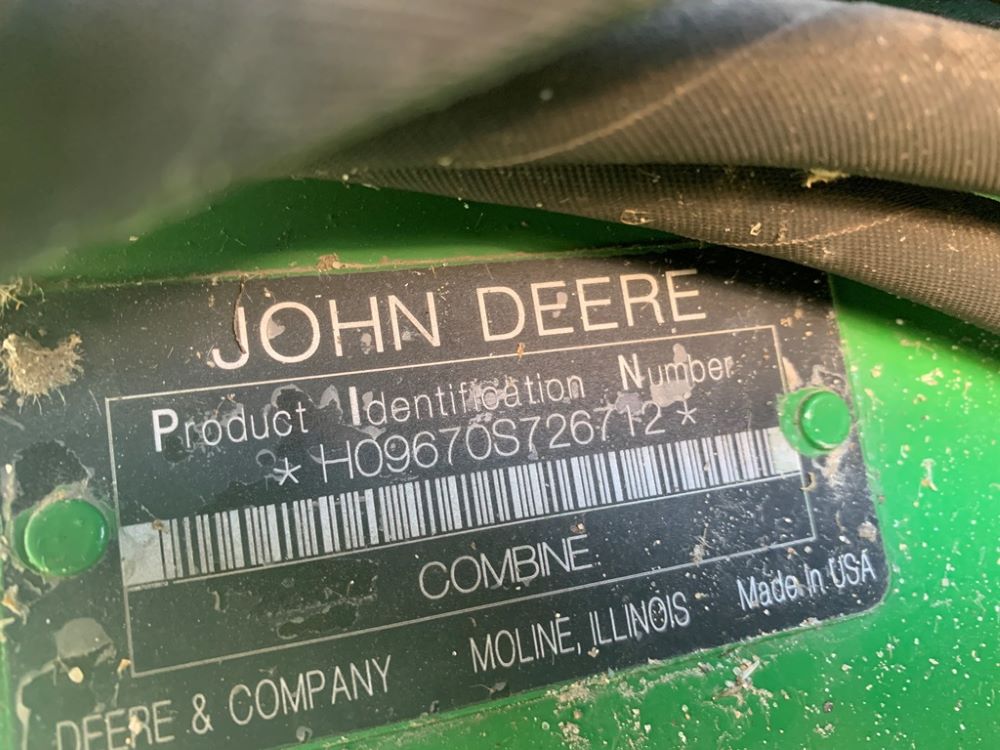 JOHN DEERE
Product Identification Number
* H09670S726712 *
COMBINE
DEERE & COMPANY MOLINE, ILLINOIS Made in USA